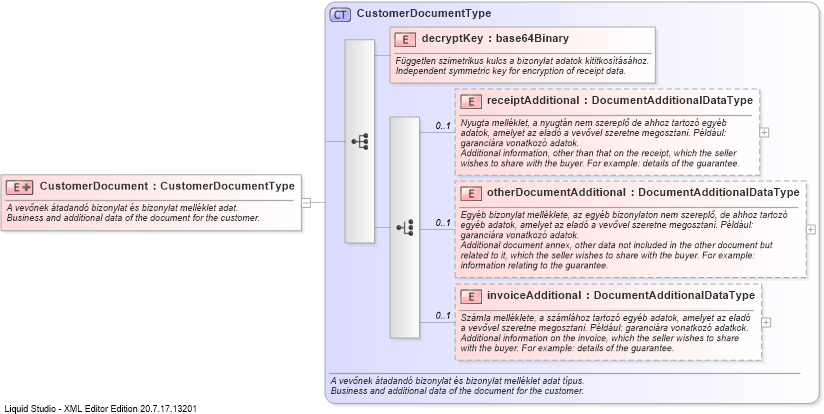 CT CustomerDocumentType
E decryptKey : base64Binary
Független szimetrikus kulcs a bizonylat adatok kititkosításához.
Independent symmetric key for encryption of receipt data.
E receiptAdditional : DocumentAdditionalDataType
0..1
Nyugta melléklet, a nyugtán nem szereplő de ahhoz tartozó egyéb
adatok, amelyet az eladó a vevővel szeretne megosztani. Például:
garanciára vonatkozó adatok.
Additional information, other than that on the receipt, which the seller
wishes to share with the buyer. For example: details of the guarantee.
E CustomerDocument : CustomerDocumentType
A vevőnek átadandó bizonylat és bizonylat melléklet adat.
Business and additional data of the document for the customer.
E otherDocumentAdditional : DocumentAdditionalDataType
0..1
Egyéb bizonylat melléklete, az egyéb bizonylaton nem szereplő, de ahhoz tartozó
egyéb adatok, amelyet az eladó a vevővel szeretne megosztani. Például:
garanciára vonatkozó adatok.
Additional document annex, other data not included in the other document but
related to it, which the seller wishes to share with the buyer. For example:
information relating to the guarantee.
E invoiceAdditional : DocumentAdditionalDataType
0..1
Számla melléklete, a számlához tartozó egyéb adatok, amelyet az eladó
a vevővel szeretne megosztani. Például: garanciára vonatkozó adatkok.
Additional information on the invoice, which the seller wishes to share
with the buyer. For example: details of the guarantee.
A vevőnek átadandó bizonylat és bizonylat melléklet adat típus.
Business and additional data of the document for the customer.
Liquid Studio - XML Editor Edition 20.7.17.13201